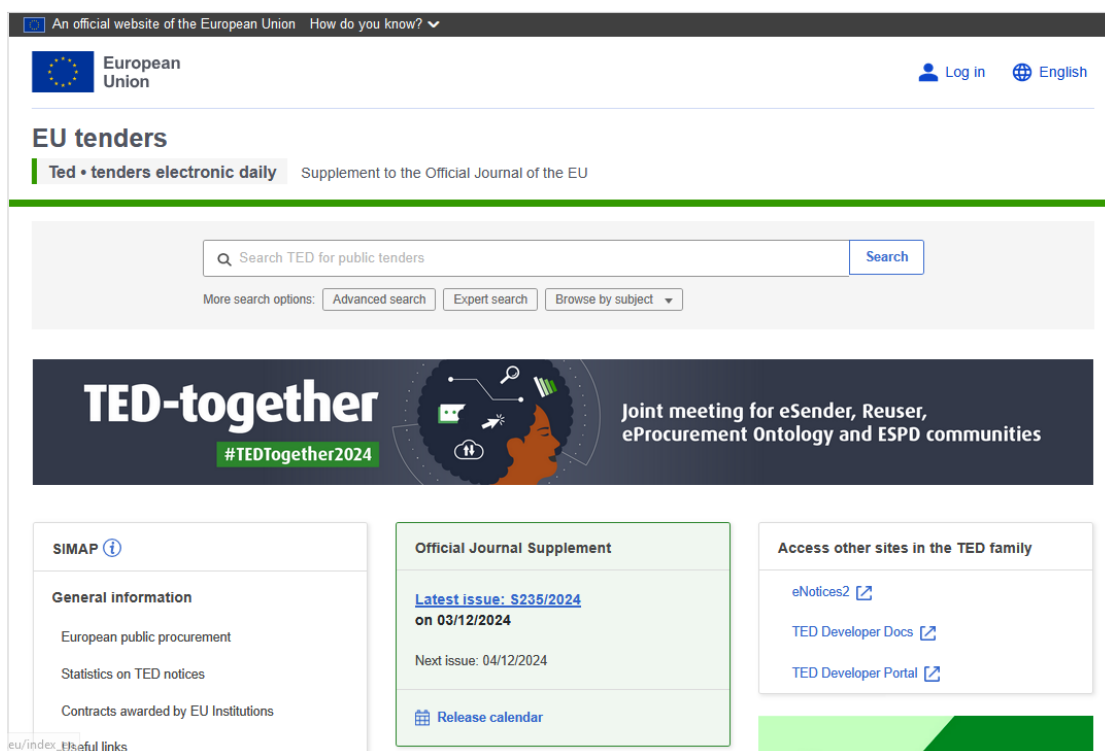 An official website of the European Union How do you know?
European
Union
Log in
English
EU tenders
Ted • tenders electronic daily
Supplement to the Official Journal of the EU
Search TED for public tenders
Search
More search options:
Advanced search
Expert search
Browse by subject
TED-together
#TEDTogether2024
Joint meeting for eSender, Reuser,
eProcurement Ontology and ESPD communities
SIMAP
General information
European public procurement
Statistics on TED notices
Contracts awarded by EU Institutions
Useful links
Official Journal Supplement
Latest issue: S235/2024
on 03/12/2024
Next issue: 04/12/2024
Release calendar
Access other sites in the TED family
eNotices2
TED Developer Docs
TED Developer Portal
eu/index_en